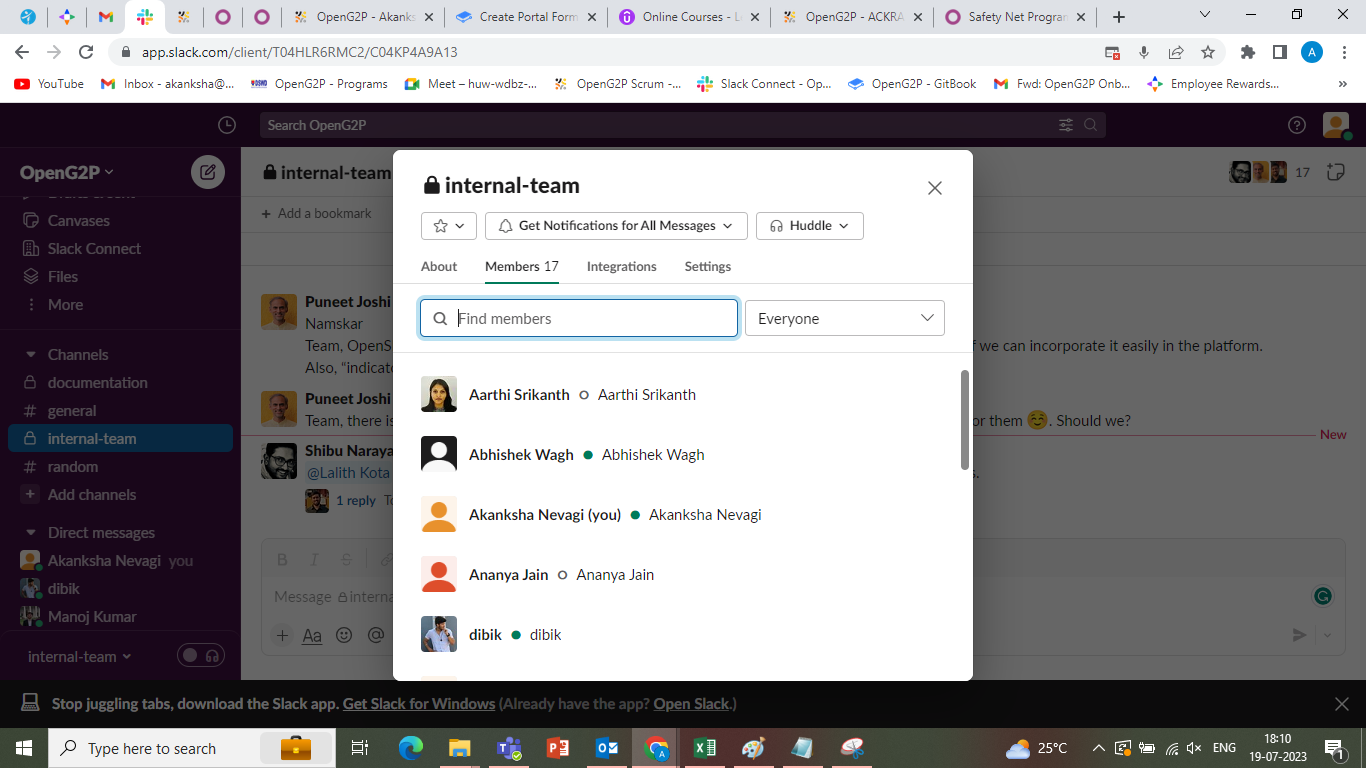 OpenG2P - Akanks
Create Portal Form
Online Courses - L
OpenG2P - ACKRA
Safety Net Program
app.slack.com/client/T04HLR6RMC2/C04KP4A9A13
A
YouTube
Inbox - akanksha@...
OpenG2P - Programs
Meet – huw-wdbz-...
OpenG2P Scrum -...
Slack Connect - Op...
OpenG2P - GitBook
Fwd: OpenG2P Onb...
Employee Rewards...
»
Search OpenG2P
OpenG2P
Canvases
Slack Connect
Files
More
Channels
documentation
# general
internal-team
# random
+ Add channels
Direct messages
Akanksha Nevagi you
dibik
Manoj Kumar
internal-team
internal-team
17
+ Add a bookmark
Puneet Joshi
Namskar
Team, OpenS
f we can incorporate it easily in the platform.
Also, "indicato
Puneet Joshi
Team, there is
or them ☺️. Should we?
New
Shibu Naraya
@Lalith Kota
s.
1 reply To
B I S
Message interna
+ Aa @
internal-team
Get Notifications for All Messages
Huddle
About
Members 17
Integrations
Settings
Find members
Everyone
Aarthi Srikanth Aarthi Srikanth
Abhishek Wagh Abhishek Wagh
Akanksha Nevagi (you) Akanksha Nevagi
Ananya Jain Ananya Jain
dibik dibik
Stop juggling tabs, download the Slack app. Get Slack for Windows (Already have the app? Open Slack.)
Type here to search
25°C
ENG
18:10
19-07-2023
1